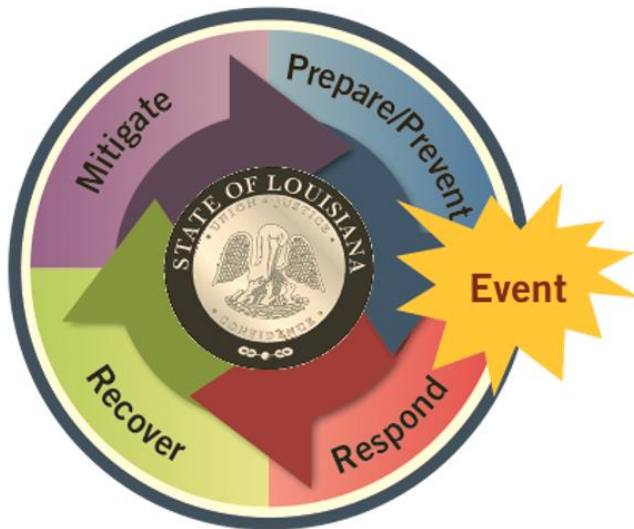 Mitigate
Prepare/Prevent
STATE OF LOUISIANA
UNION · JUSTICE
· CONFIDENCE ·
Event
Recover
Respond